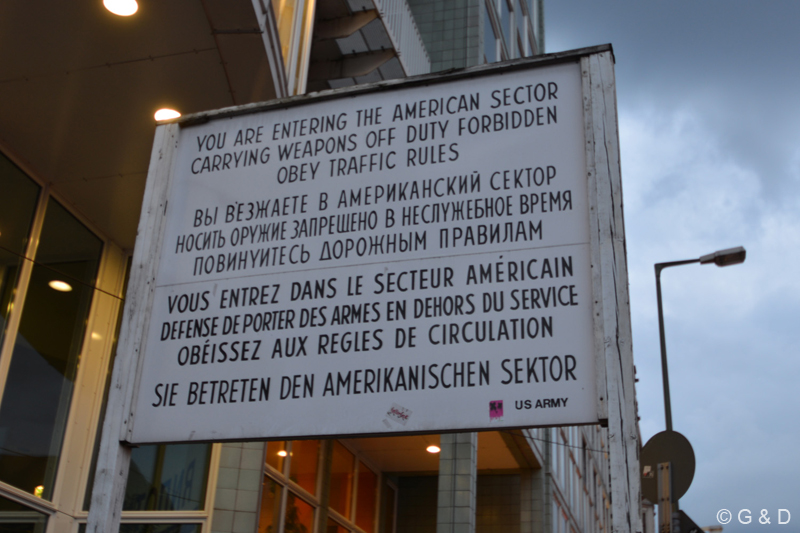 YOU ARE ENTERING THE AMERICAN SECTOR
CARRYING WEAPONS OFF DUTY FORBIDDEN
OBEY TRAFFIC RULES
ВЫ ВЪЕЗЖАЕТЕ В АМЕРИКАНСКИЙ СЕКТОР
НОСИТЬ ОРУЖИЕ ЗАПРЕЩЕНО В НЕСЛУЖЕБНОЕ ВРЕМЯ
ПОВИНУЙТЕСЬ ДОРОЖНЫМ ПРАВИЛАМ
VOUS ENTREZ DANS LE SECTEUR AMÉRICAIN
DEFENSE DE PORTER DES ARMES EN DEHORS DU SERVICE
OBÉISSEZ AUX REGLES DE CIRCULATION
SIE BETRETEN DEN AMERIKANISCHEN SEKTOR
US ARMY
© G & D